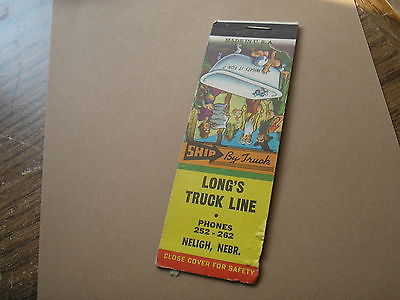 MADE IN U.S.A.
SHIP By Truck
LONG'S
TRUCK LINE
•
PHONES
252-262
NELIGH, NEBR.
CLOSE COVER FOR SAFETY